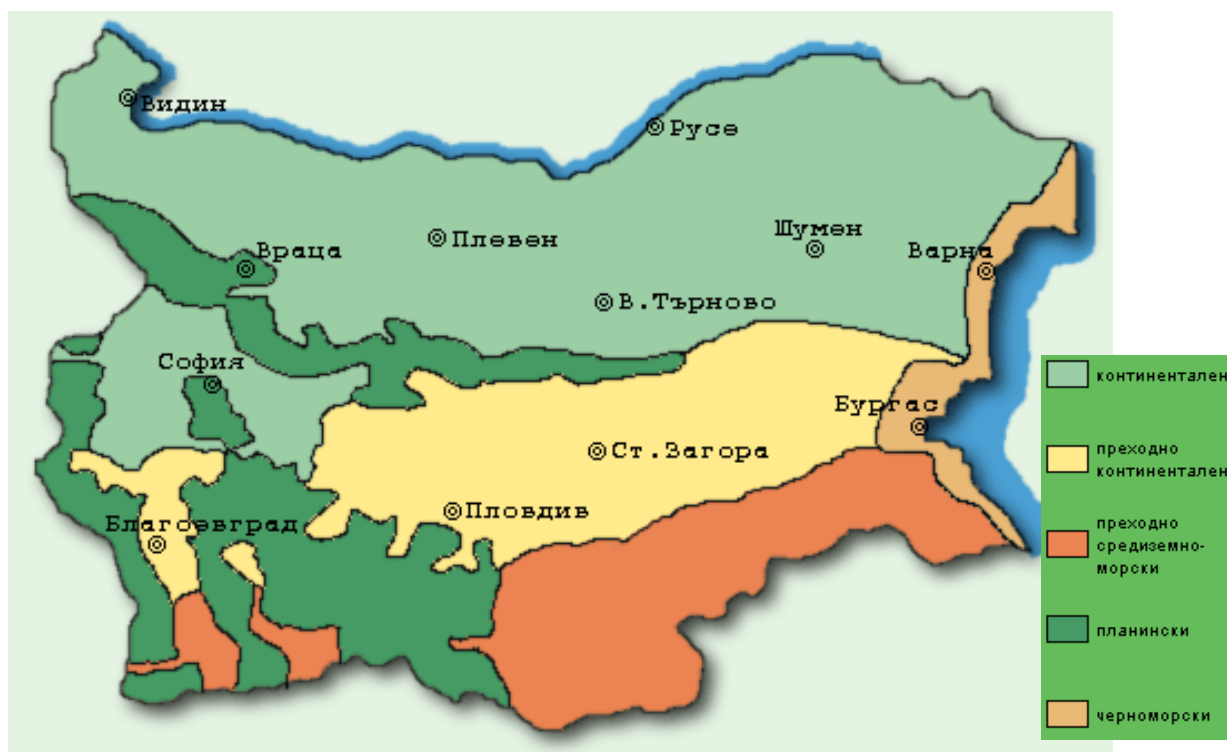 Видин
Русе
Плевен
Шумен
Враца
Варна
В.Търново
София
Бургас
Ст.Загора
Пловдив
Благоевград
континентален
преходно
континентален
преходно
средиземно-
морски
планински
черноморски